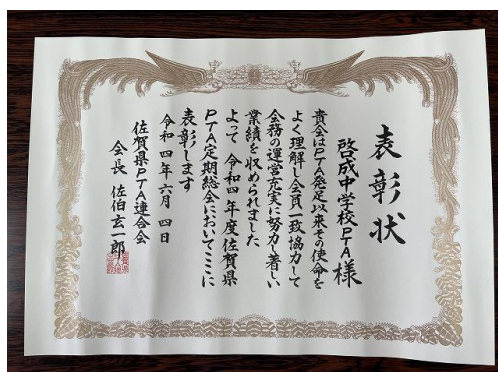 表彰状
啓成中学校PTA様
貴会はPTA発足以来その使命を
よく理解し会員一致協力して
会務の運営充実に努力し著しい
業績を収められました
よって 令和四年度佐賀県
PTA定期総会においてここに
表彰します
令和四年六月四日
佐賀県PTA連合会
会長 佐伯玄一郎